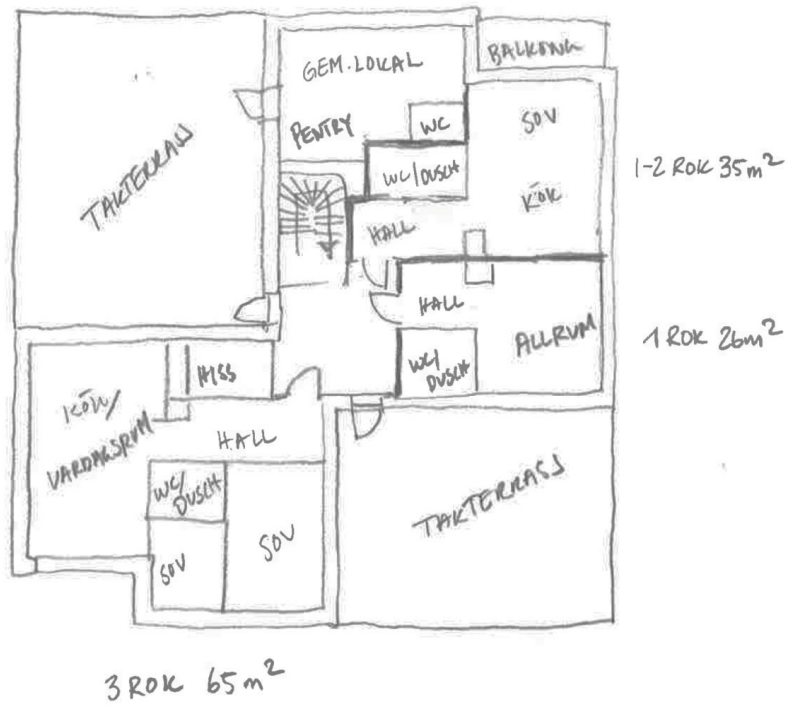 GEM. LOKAL
BALKONG
PENTRY
WC
SOV
TAKTERRASS
WC/DUSCH
1-2 ROK 35m²
KÖK
HALL
HALL
ALLRUM
1 ROK 26m²
HISS
WC/
DUSCH
KÖK/
VARDAGSRUM
HALL
WC/
DUSCH
TAKTERRASS
SOV
SOV
3 ROK 65m²